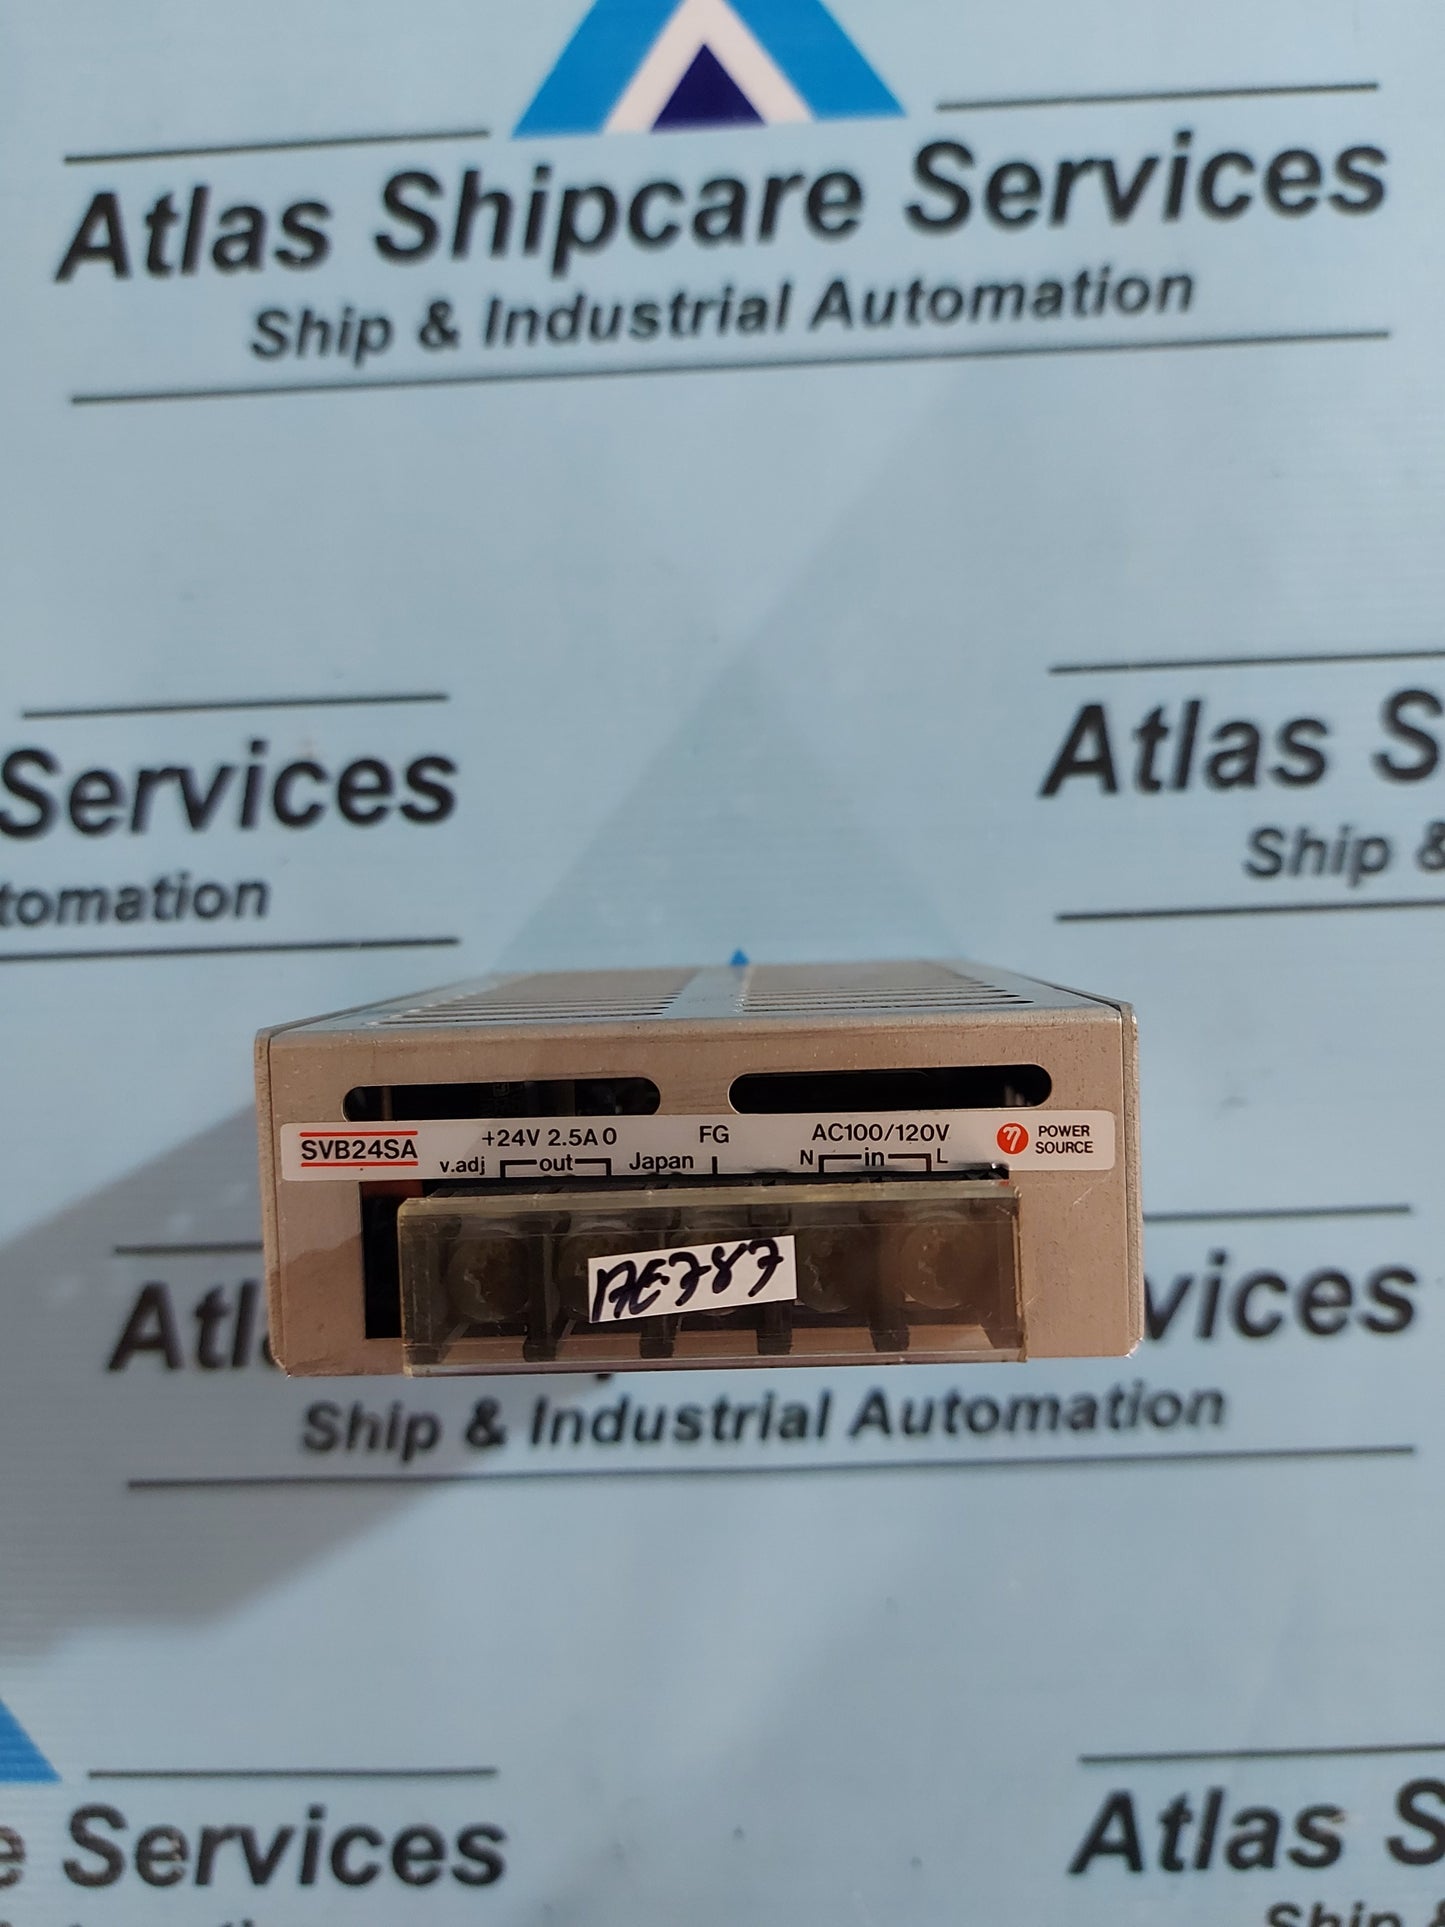 Atlas Shipcare Services
Ship & Industrial Automation
Services
tomation
Atlas S
Ship &
SVB24SA
+24V 2.5A 0
FG
AC100/120V
v.adj
out
Japan
N
in
L
η POWER
SOURCE
AE787
Atl
vices
Ship & Industrial Automation
e Services
Atlas S